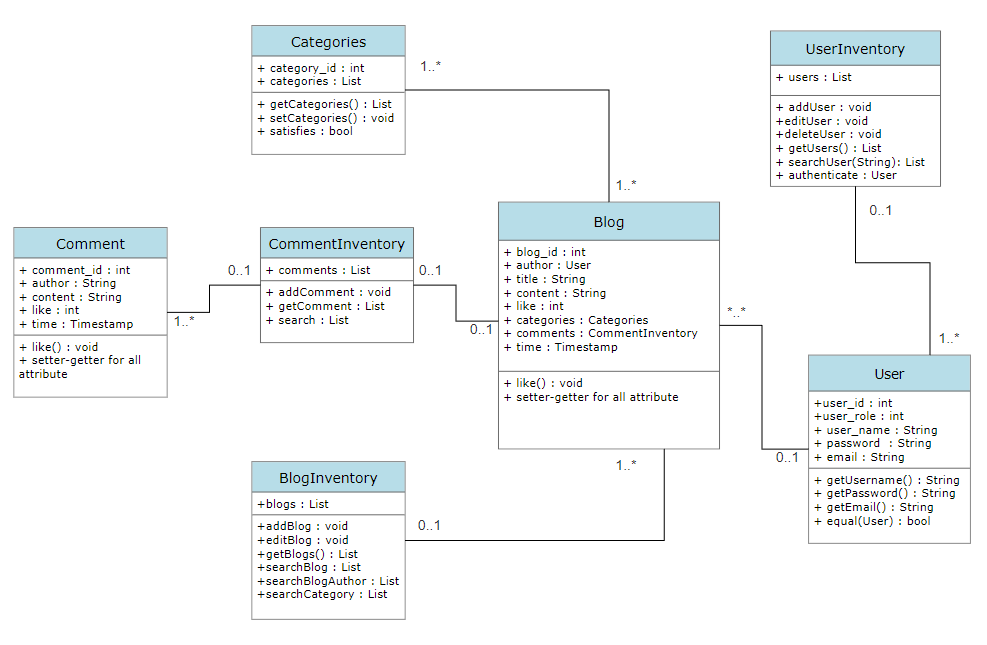 Categories
+ category_id : int
+ categories : List
+ getCategories() : List
+ setCategories() : void
+ satisfies : bool
1..*
1..*
UserInventory
+ users : List
+ addUser : void
+editUser : void
+deleteUser : void
+ getUsers() : List
+ searchUser(String): List
+ authenticate : User
0..1
1..*
Comment
+ comment_id : int
+ author : String
+ content : String
+ like : int
+ time : Timestamp
+ like() : void
+ setter-getter for all
attribute
1..*
0..1
CommentInventory
+ comments : List
+ addComment : void
+ getComment : List
+ search : List
0..1
0..1
Blog
+ blog_id : int
+ author : User
+ title : String
+ content : String
+ like : int
+ categories : Categories
+ comments : CommentInventory
+ time : Timestamp
+ like() : void
+ setter-getter for all attribute
*..*
0..1
1..*
User
+user_id : int
+user_role : int
+ user_name : String
+ password : String
+ email : String
+ getUsername() : String
+ getPassword() : String
+ getEmail() : String
+ equal(User) : bool
BlogInventory
+blogs : List
+addBlog : void
+editBlog : void
+getBlogs() : List
+searchBlog : List
+searchBlogAuthor : List
+searchCategory : List
0..1